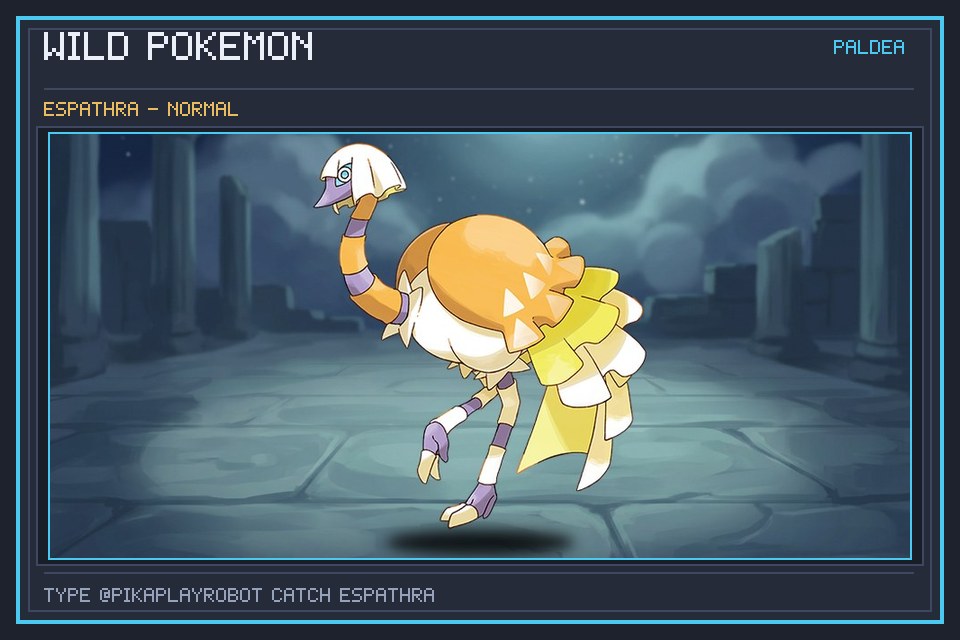 WILD POKEMON
PALDEA
ESPATHRA - NORMAL
TYPE @PIKAPLAYROBOT CATCH ESPATHRA